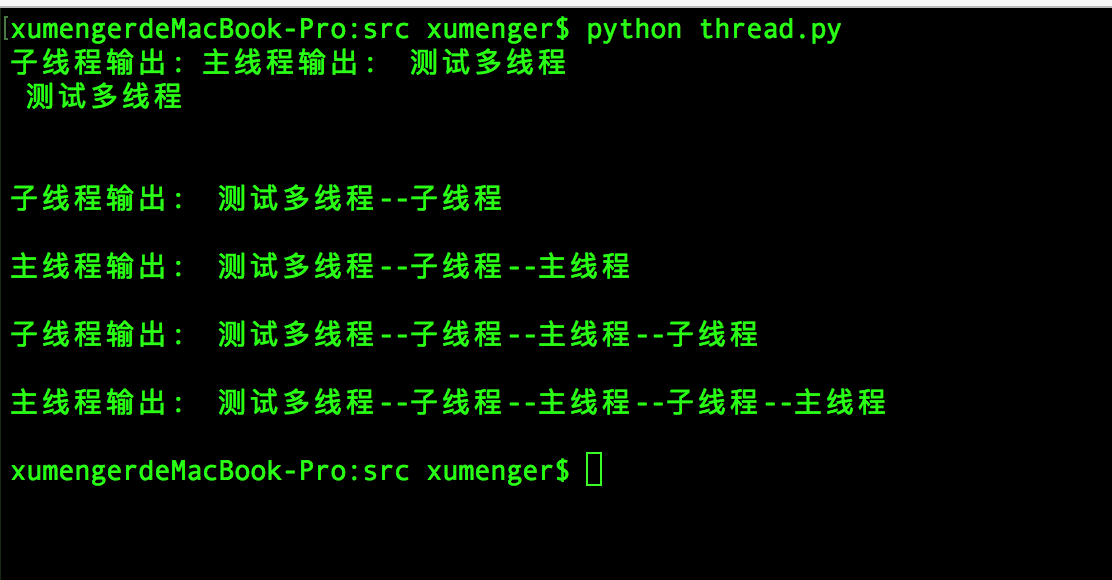 [xumengerdeMacBook-Pro:src xumenger$ python thread.py
子线程输出: 主线程输出:  测试多线程
 测试多线程
子线程输出:  测试多线程--子线程
主线程输出:  测试多线程--子线程--主线程
子线程输出:  测试多线程--子线程--主线程--子线程
主线程输出:  测试多线程--子线程--主线程--子线程--主线程
xumengerdeMacBook-Pro:src xumenger$